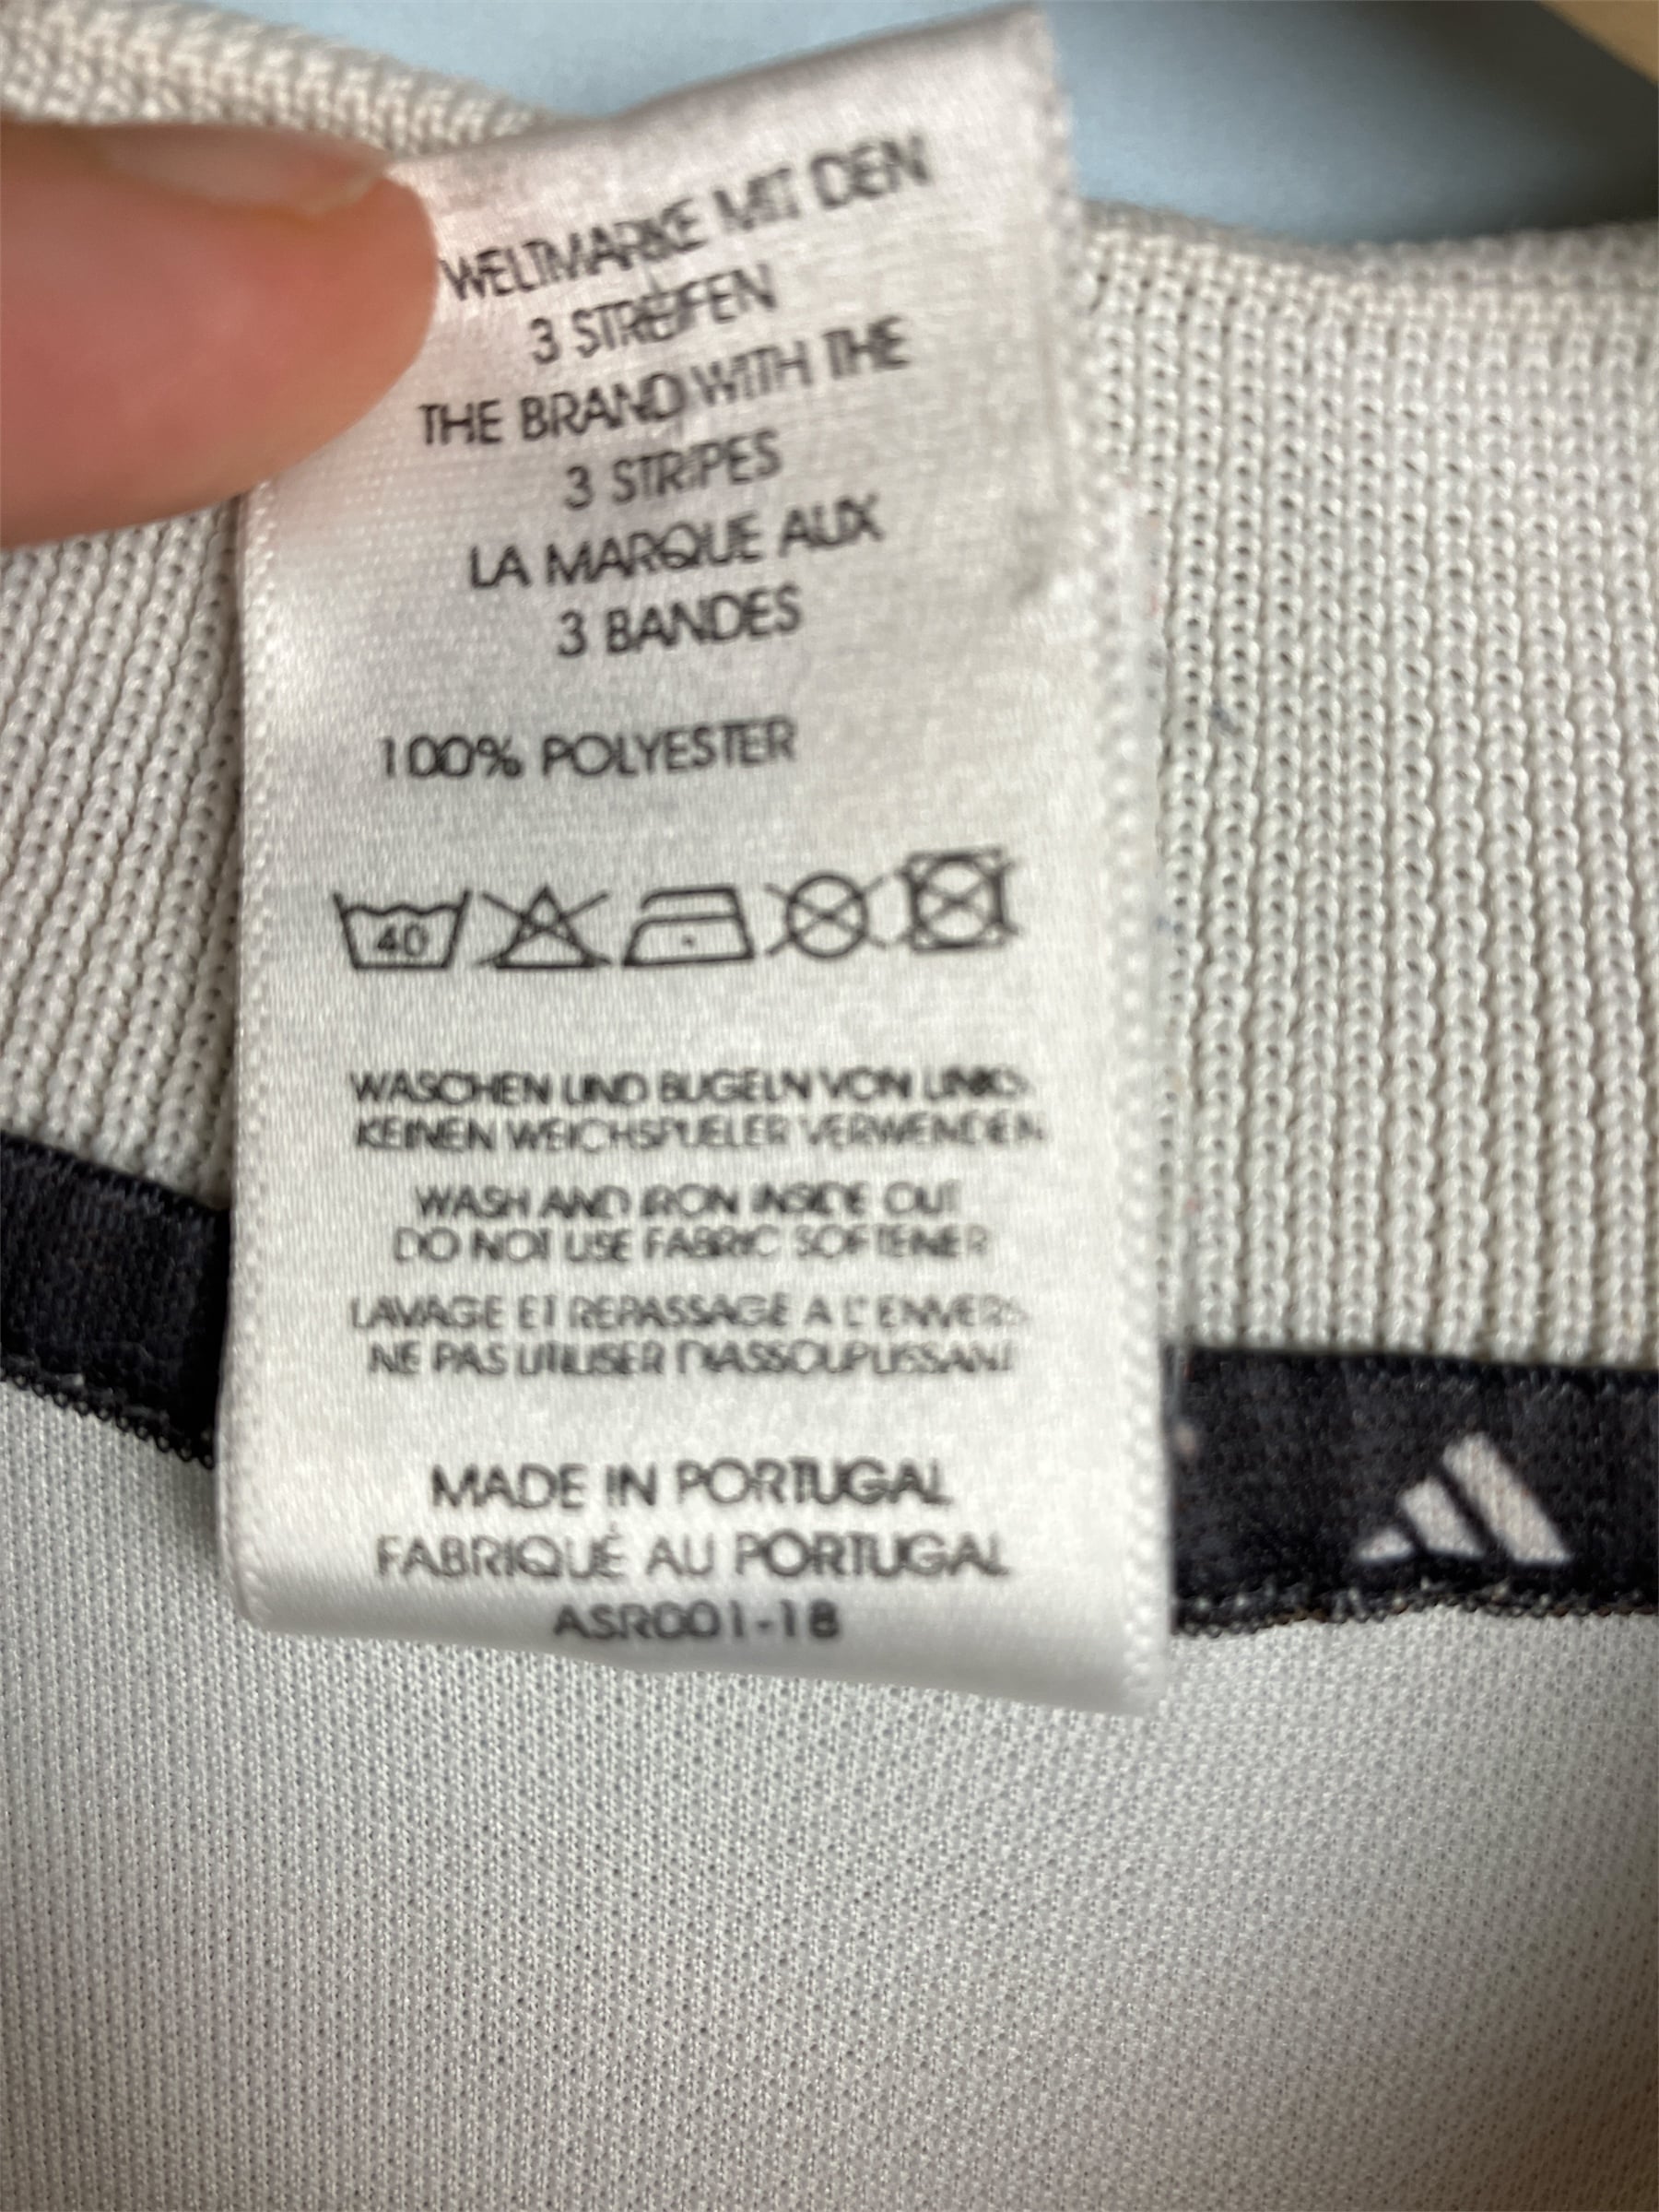 WELTMARKE MIT DEN
3 STREIFEN
THE BRAND WITH THE
3 STRIPES
LA MARQUE AUX
3 BANDES
100% POLYESTER
40
WASCHEN UND BUGELN VON LINKS
KEINEN WEICHSPUELER VERWENDEN
WASH AND IRON INSIDE OUT
DO NOT USE FABRIC SOFTENER
LAVAGE ET REPASSAGE A L'ENVERS
NE PAS UTILISER D'ASSOUPLISSANT
MADE IN PORTUGAL
FABRIQUÉ AU PORTUGAL
ASR001-18